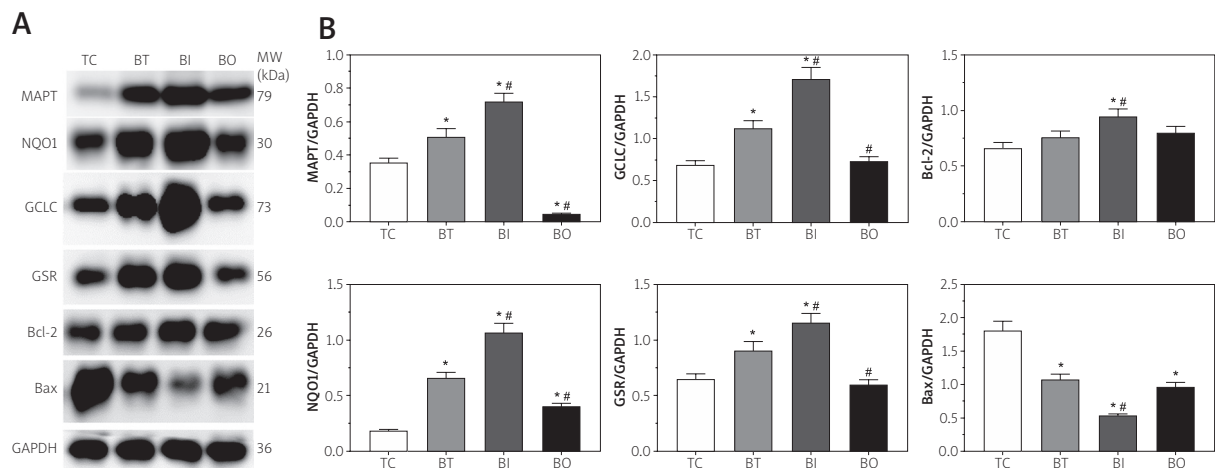 A
TC BT BI BO MW
(kDa)
MAPT 79
NQO1 30
GCLC 73
GSR 56
Bcl-2 26
Bax 21
GAPDH 36
B
MAPT/GAPDH
1.0
0.8
0.6
0.4
0.2
0.0
*
* #
* #
TC BT BI BO
GCLC/GAPDH
2.0
1.5
1.0
0.5
0.0
*
* #
#
TC BT BI BO
Bcl-2/GAPDH
1.5
1.0
0.5
0.0
* #
TC BT BI BO
NQO1/GAPDH
1.5
1.0
0.5
0.0
*
* #
* #
TC BT BI BO
GSR/GAPDH
1.5
1.0
0.5
0.0
*
* #
#
TC BT BI BO
Bax/GAPDH
2.5
2.0
1.5
1.0
0.5
0.0
*
* #
*
TC BT BI BO